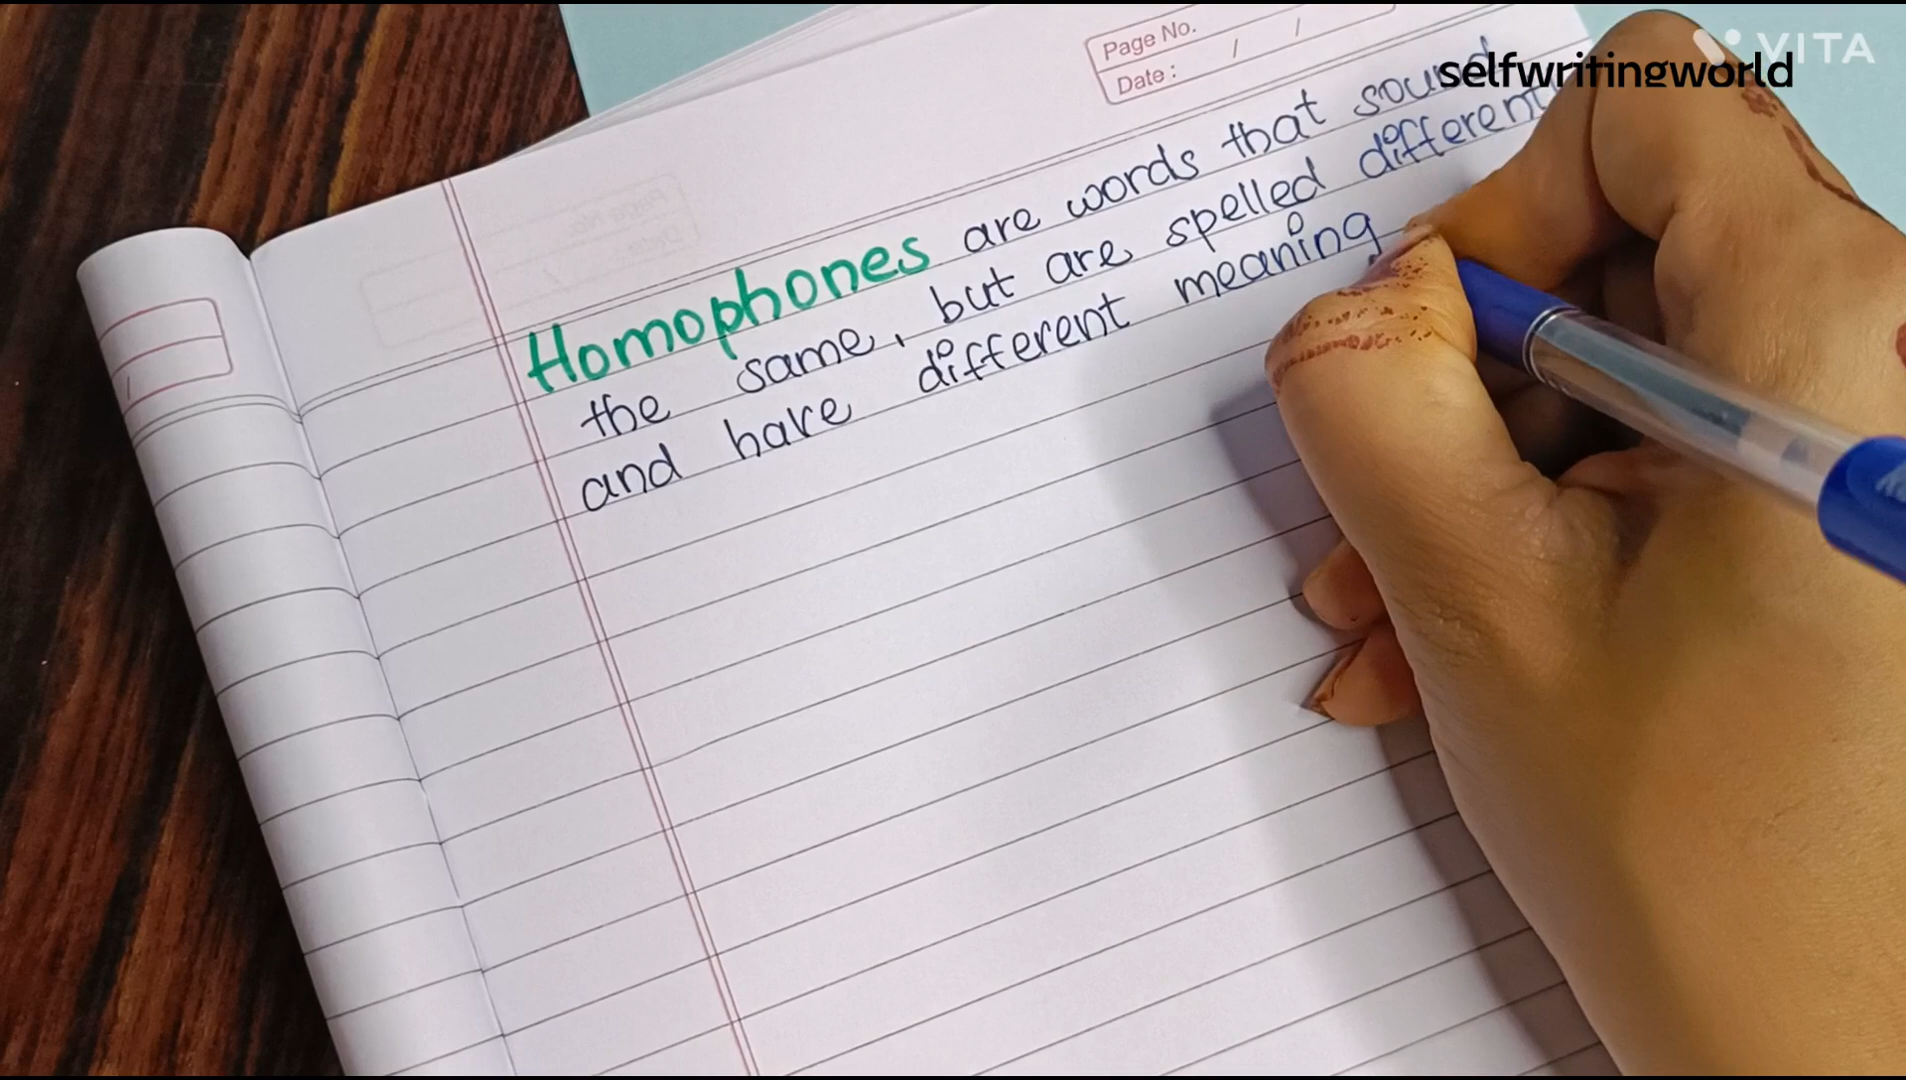 VITA
selfwritingworld
Page No.
Date : / /
Homophones are words that sound
the same, but are spelled different
and have different meaning